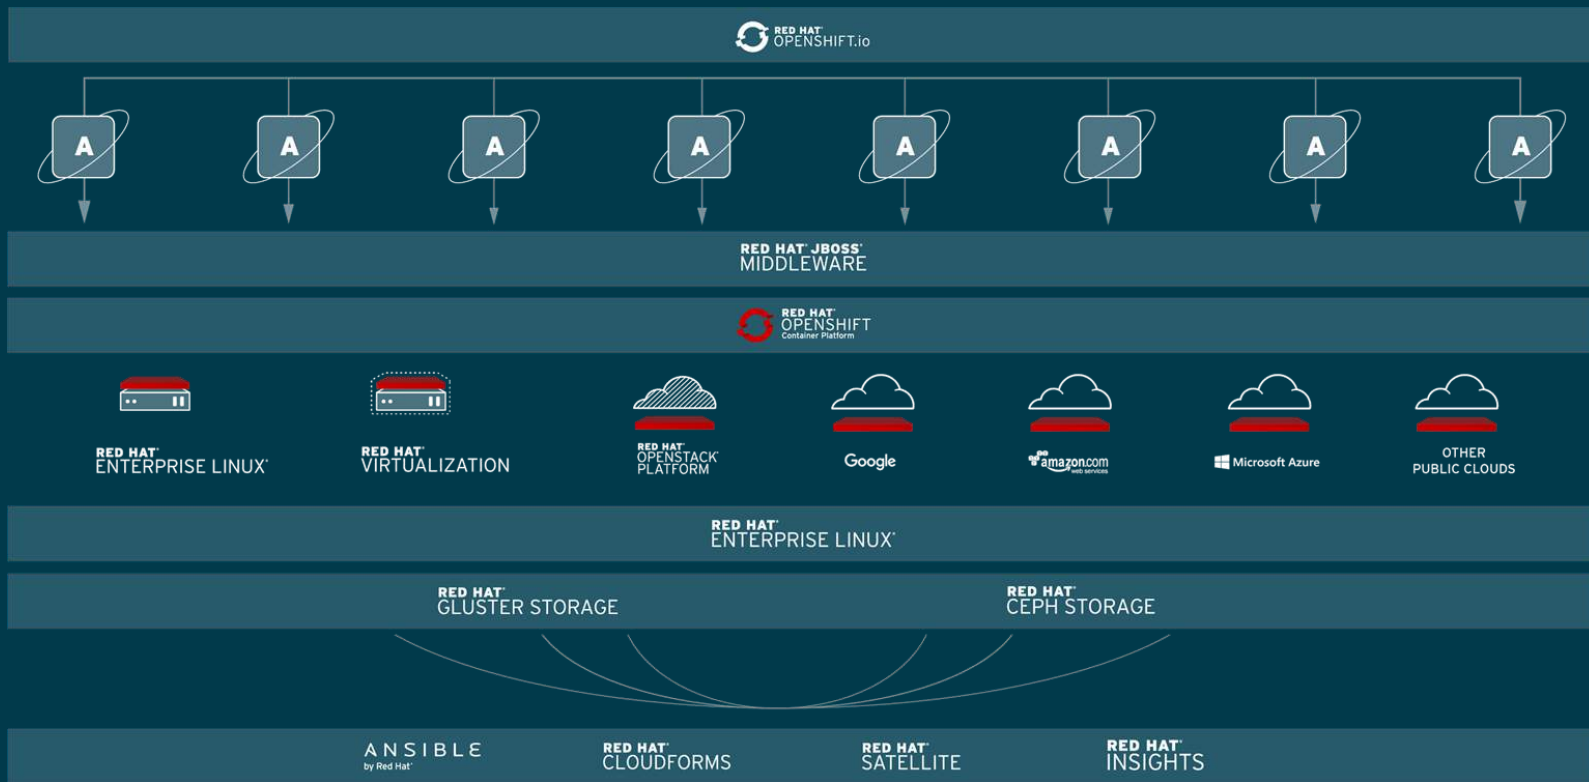 RED HAT®
OPENSHIFT.io
A A A A A A A A
RED HAT® JBOSS®
MIDDLEWARE
RED HAT®
OPENSHIFT
Container Platform
RED HAT®
ENTERPRISE LINUX®
RED HAT®
VIRTUALIZATION
RED HAT®
OPENSTACK®
PLATFORM
Google
amazon.com
web services
Microsoft Azure
OTHER
PUBLIC CLOUDS
RED HAT®
ENTERPRISE LINUX®
RED HAT®
GLUSTER STORAGE
RED HAT®
CEPH STORAGE
ANSIBLE
by Red Hat®
RED HAT®
CLOUDFORMS
RED HAT®
SATELLITE
RED HAT®
INSIGHTS